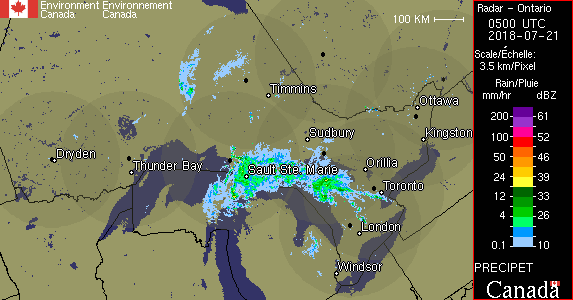 Environment Environnement
Canada Canada
100 KM
Timmins
Ottawa
Sudbury
Kingston
Dryden
Thunder Bay
Sault Ste. Marie
Orillia
Toronto
London
Windsor
Radar - Ontario
0500 UTC
2018-07-21
Scale/Échelle:
3.5 km/Pixel
Rain/Pluie
mm/hr dBZ
200 61
100 52
50 46
24 39
12 33
4 26
0.1 10
PRECIPET
Canada